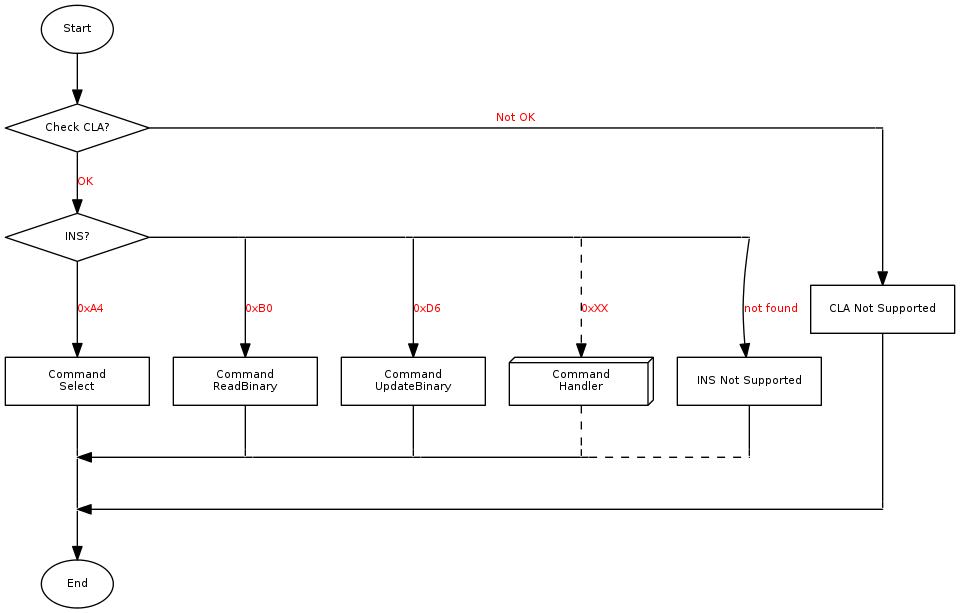 Start
Check CLA?
Not OK
OK
INS?
0xA4
0xB0
0xD6
0xXX
not found
CLA Not Supported
Command
Select
Command
ReadBinary
Command
UpdateBinary
Command
Handler
INS Not Supported
End